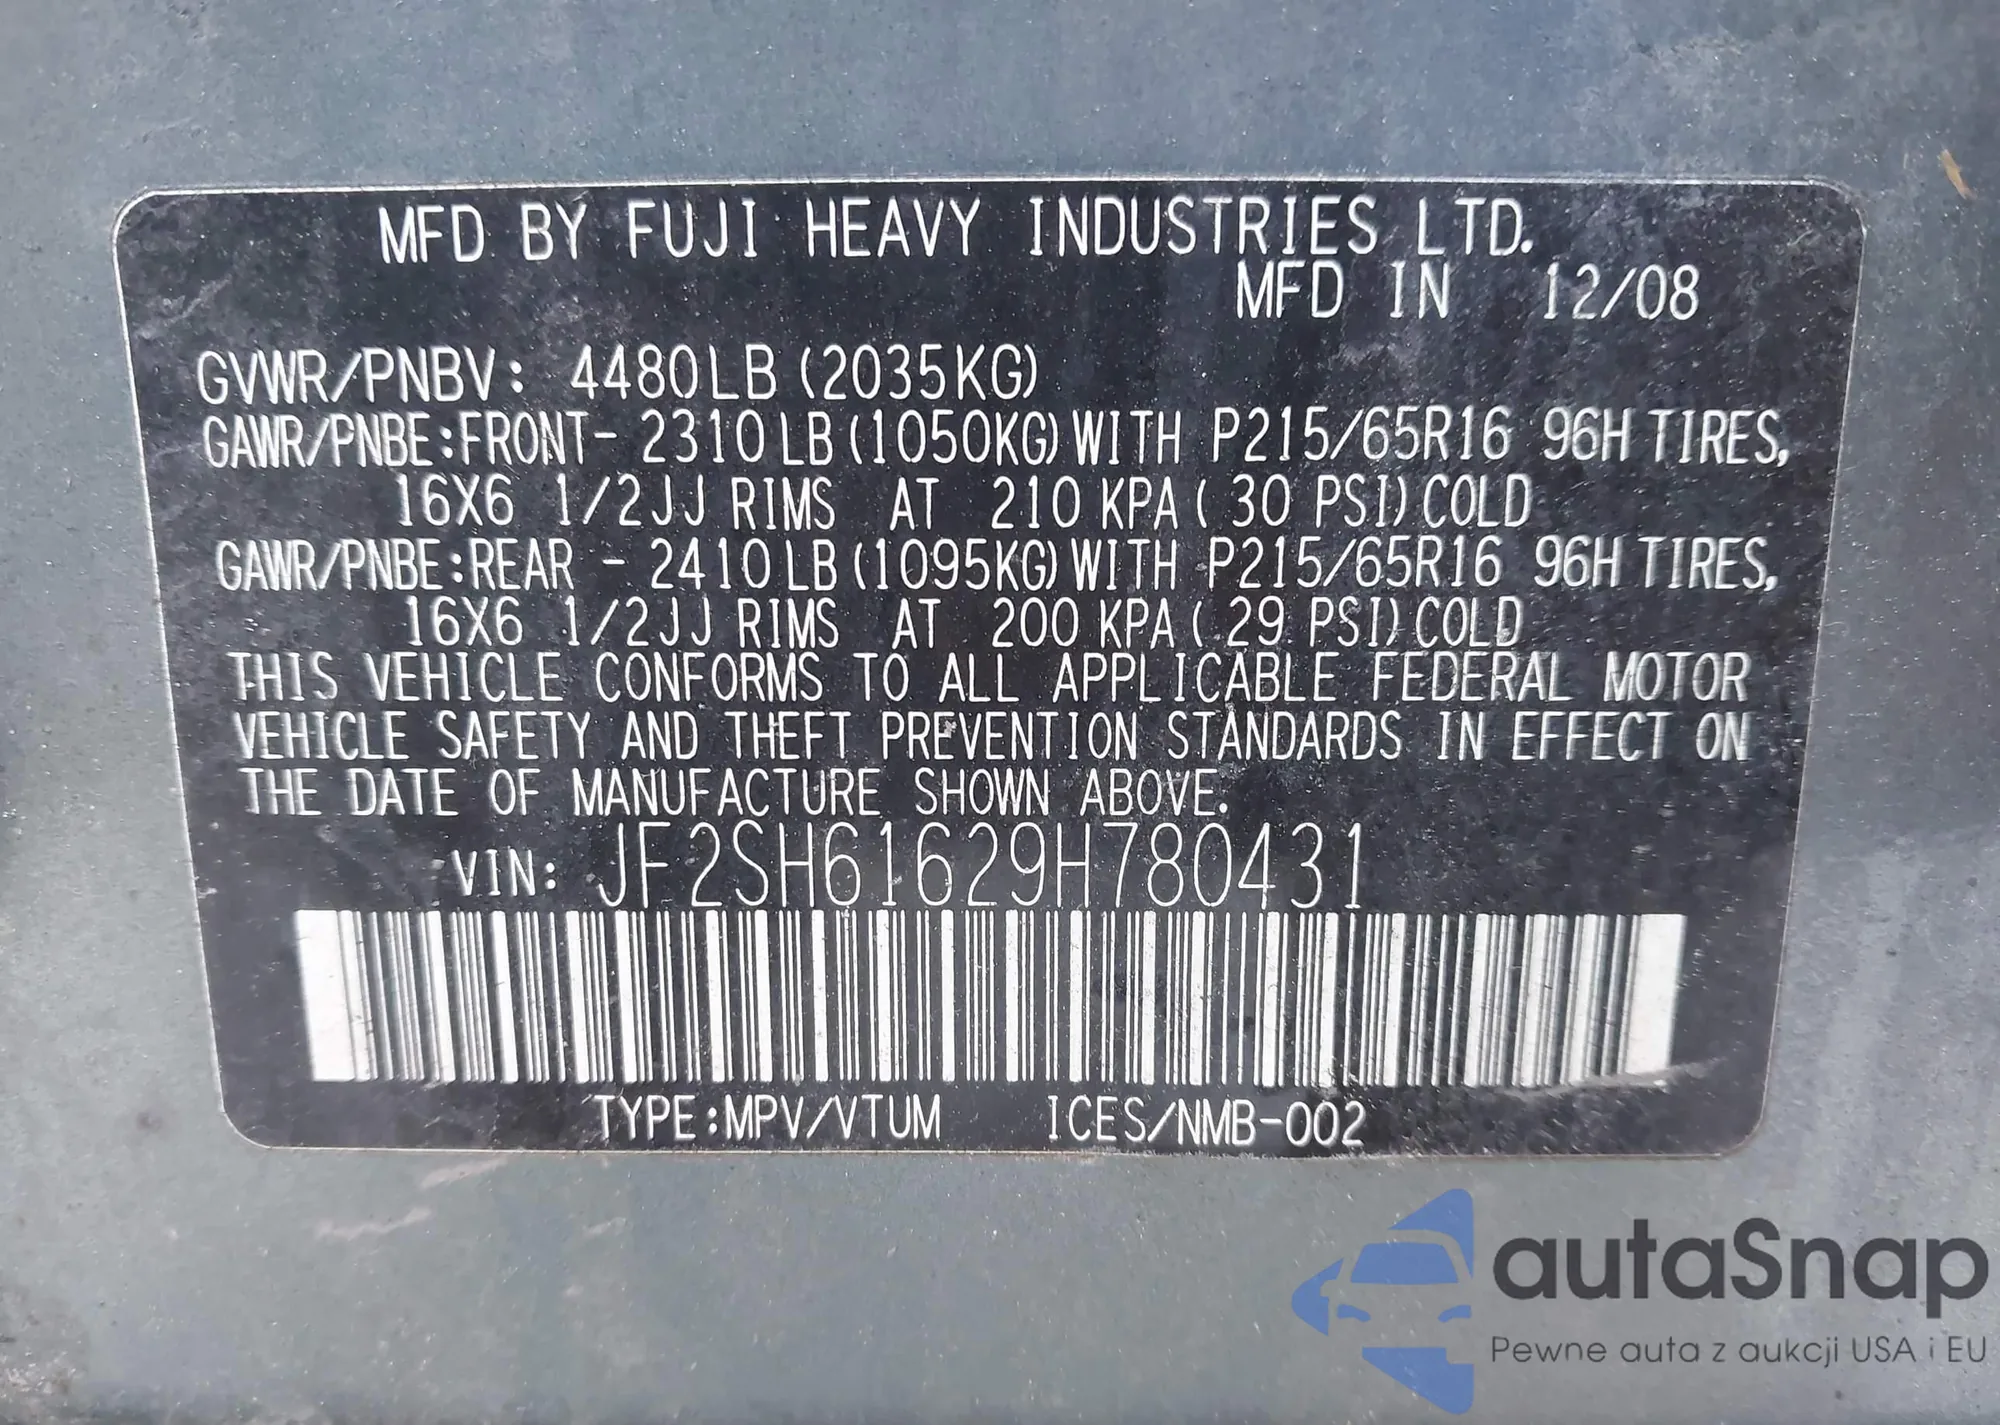 MFD BY FUJI HEAVY INDUSTRIES LTD.
MFD IN 12/08
GVWR/PNBV: 4480LB (2035KG)
GAWR/PNBE:FRONT- 2310LB(1050KG)WITH P215/65R16 96H TIRES,
16X6 1/2JJ RIMS AT 210 KPA( 30 PSI)COLD
GAWR/PNBE:REAR - 2410LB(1095KG)WITH P215/65R16 96H TIRES,
16X6 1/2JJ RIMS AT 200 KPA( 29 PSI)COLD
THIS VEHICLE CONFORMS TO ALL APPLICABLE FEDERAL MOTOR
VEHICLE SAFETY AND THEFT PREVENTION STANDARDS IN EFFECT ON
THE DATE OF MANUFACTURE SHOWN ABOVE.
VIN: JF2SH61629H780431
TYPE:MPV/VTUM ICES/NMB-002
autaSnap
Pewne auta z aukcji USA i EU